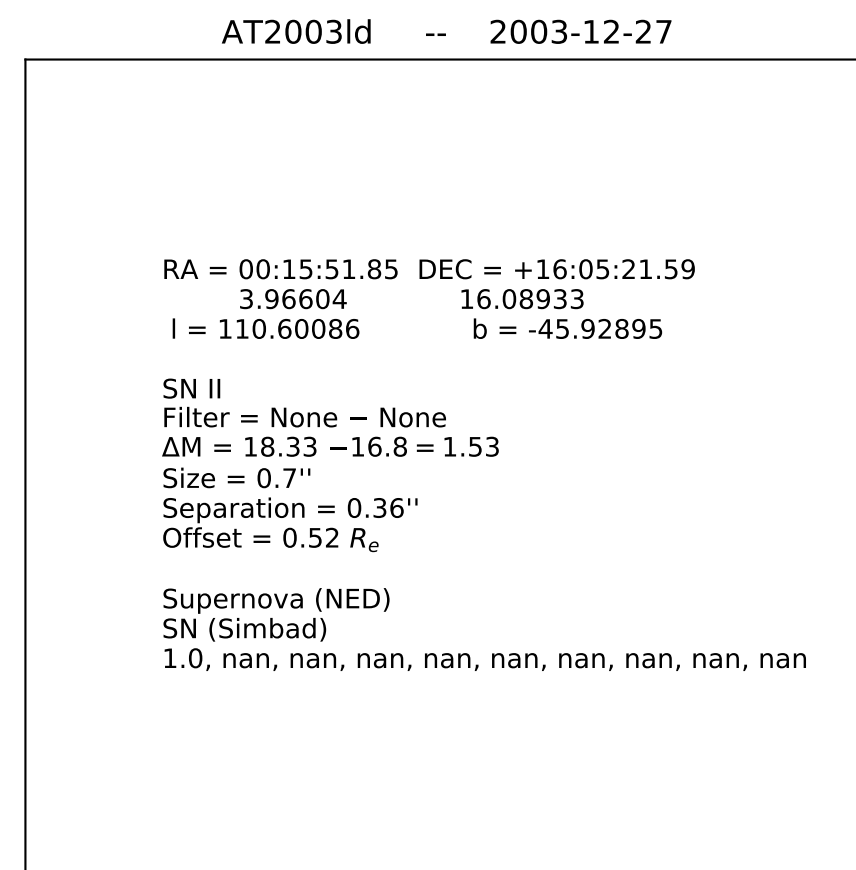 AT2003ld -- 2003-12-27
RA = 00:15:51.85 DEC = +16:05:21.59
3.96604 16.08933
l = 110.60086 b = -45.92895
SN II
Filter = None − None
ΔM = 18.33 −16.8 = 1.53
Size = 0.7''
Separation = 0.36''
Offset = 0.52 Re
Supernova (NED)
SN (Simbad)
1.0, nan, nan, nan, nan, nan, nan, nan, nan, nan